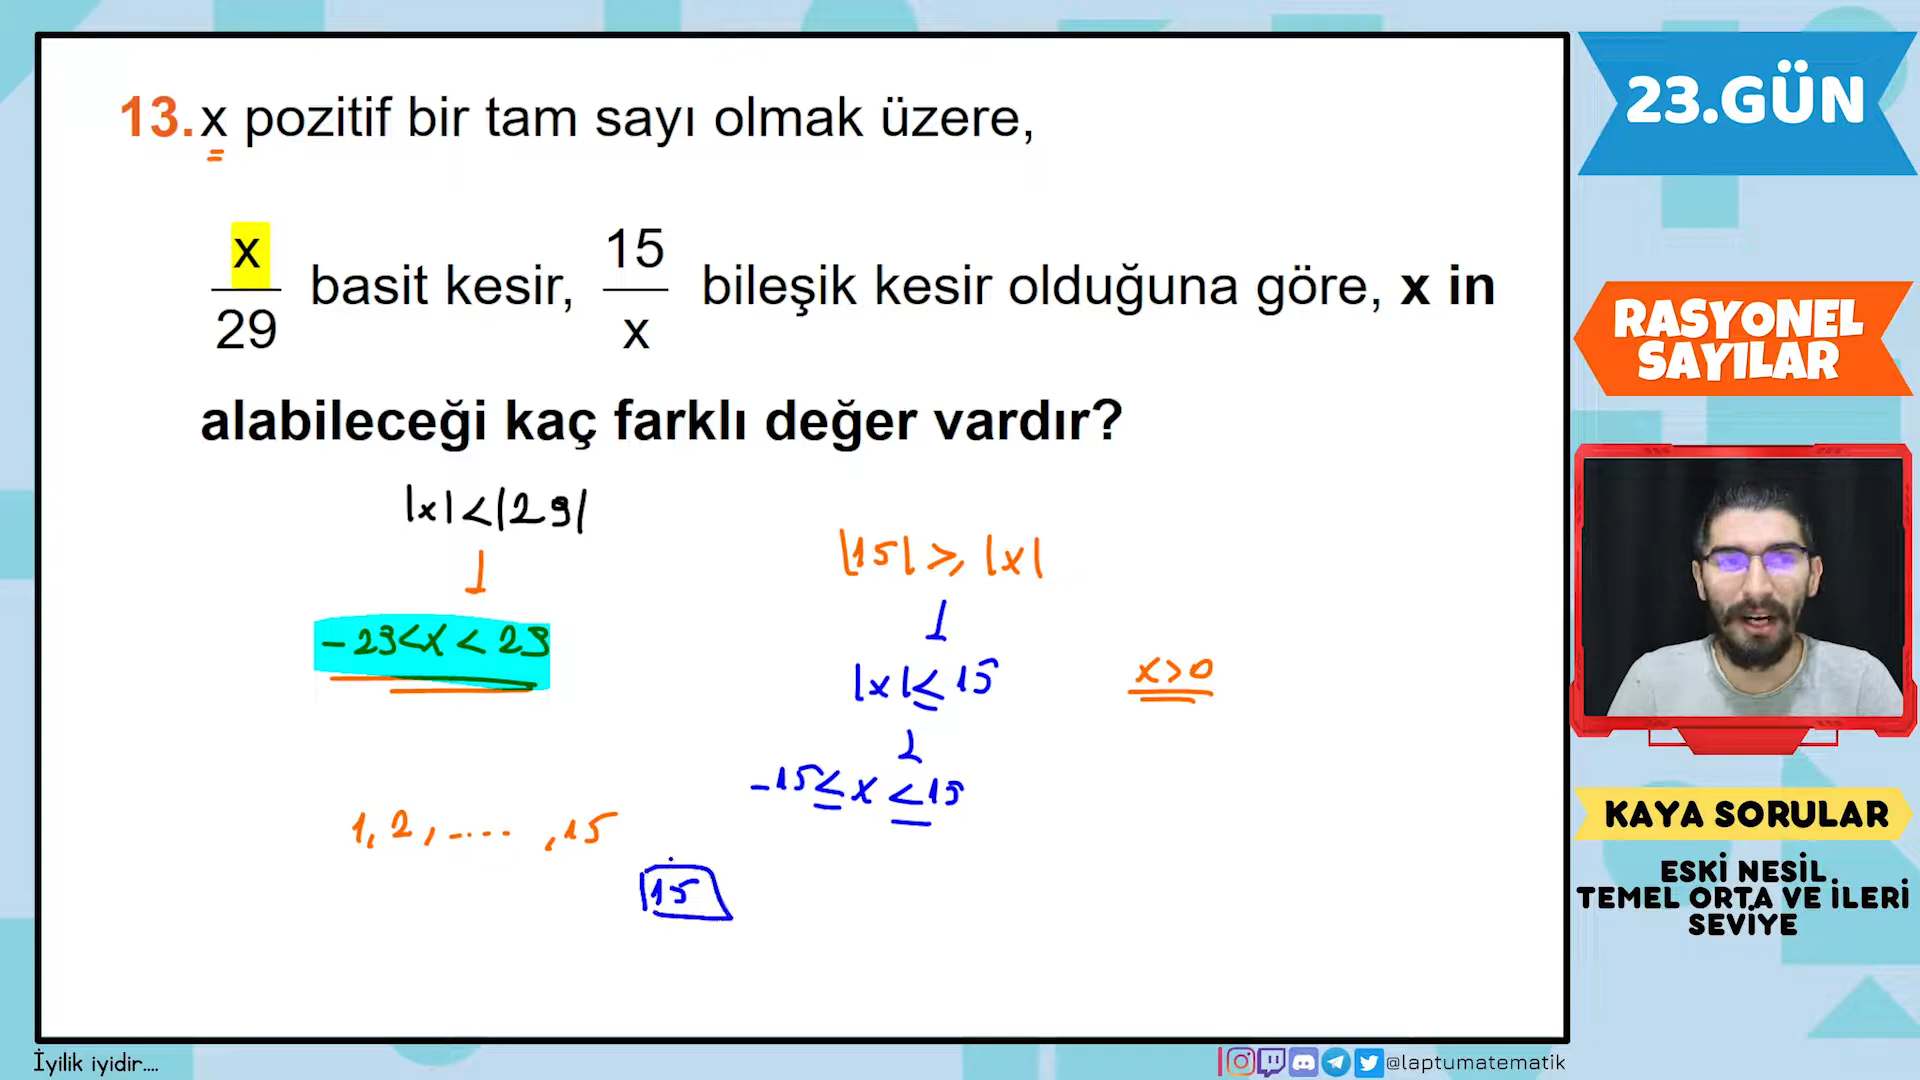 13. x pozitif bir tam sayı olmak üzere,
x/29 basit kesir, 15/x bileşik kesir olduğuna göre, x in
alabileceği kaç farklı değer vardır?
|x| < |29|
-29 < x < 29
|15| ≥ |x|
|x| ≤ 15
-15 ≤ x ≤ 15
x > 0
1, 2, ...., 15
15
23.GÜN
RASYONEL
SAYILAR
KAYA SORULAR
ESKİ NESİL
TEMEL ORTA VE İLERİ
SEVİYE
İyilik iyidir....
@laptumatematik